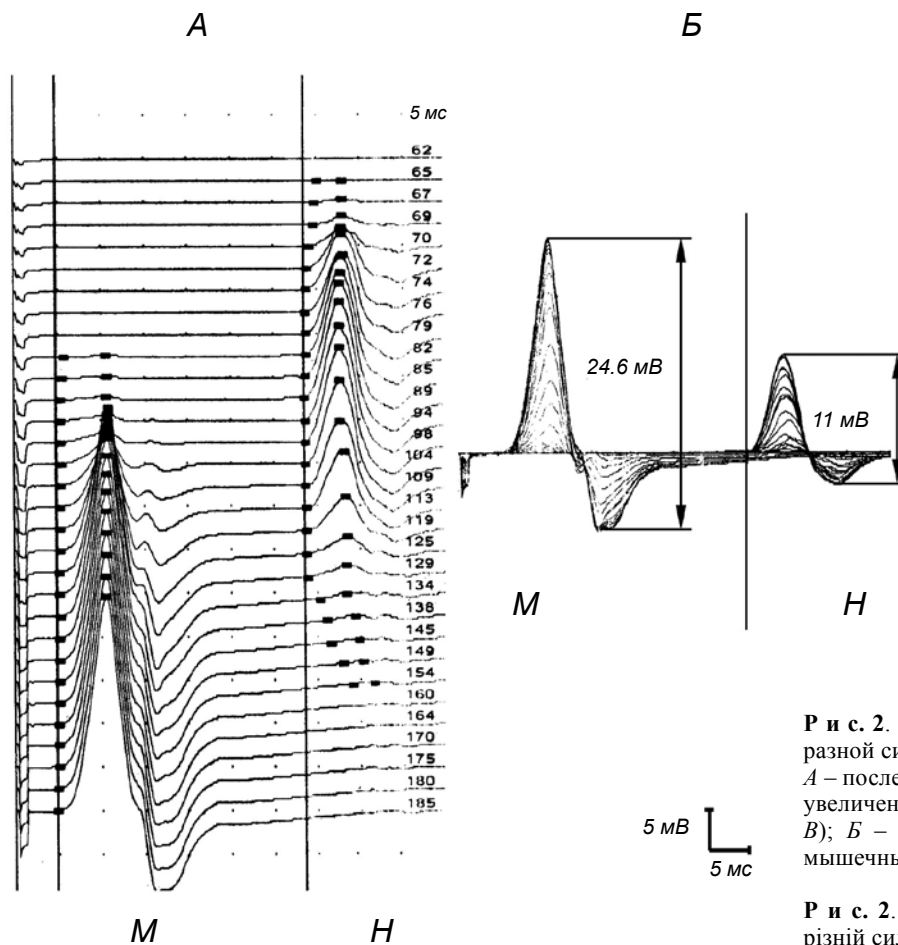 А
Б
5 мс
62
65
67
69
70
72
74
76
79
82
85
89
94
98
104
109
113
119
125
129
134
138
145
149
154
160
164
170
175
180
185
М
Н
24.6 мВ
11 мВ
М
Н
5 мВ
5 мс
Р и с. 2.
разной си
А – после
увеличен
В); Б –
мышечны
Р и с. 2.
різній сил